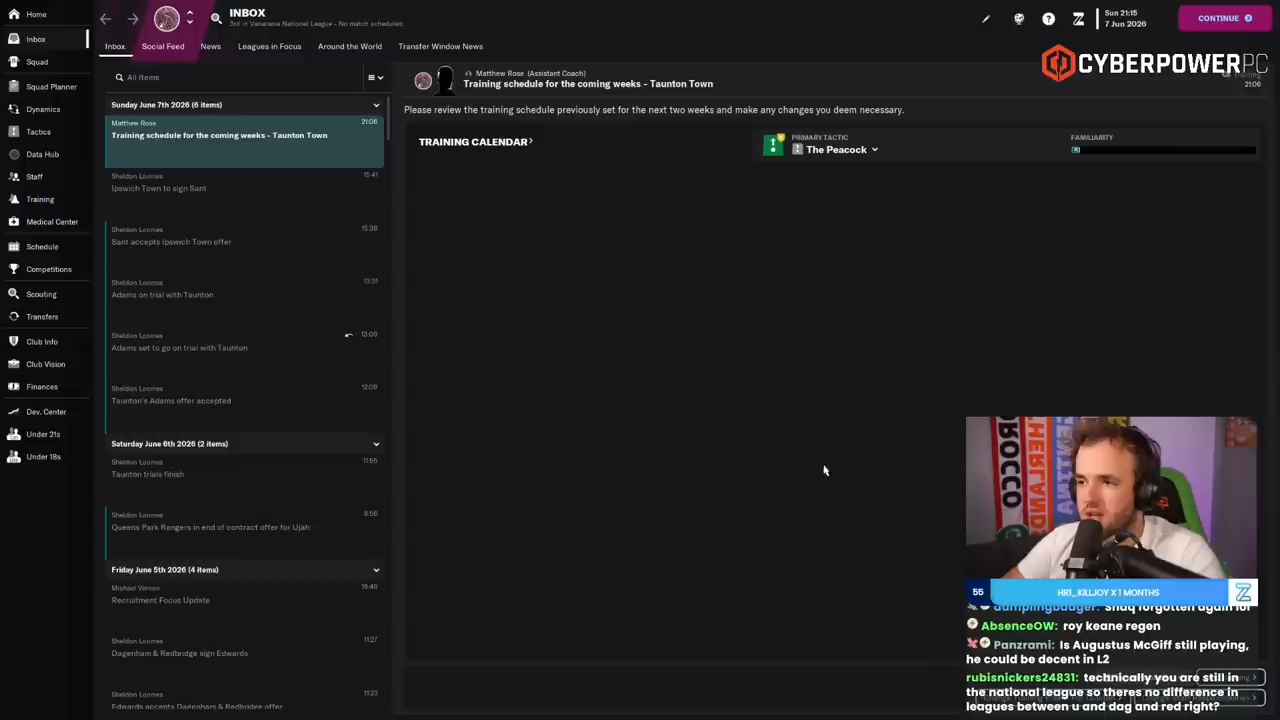 Home
Inbox
Squad
Squad Planner
Dynamics
Tactics
Data Hub
Staff
Training
Medical Center
Schedule
Competitions
Scouting
Transfers
Club Info
Club Vision
Finances
Dev. Center
Under 21s
Under 18s
INBOX
3rd in Vanarama National League - No match scheduled.
Sun 21:15
7 Jun 2026
CONTINUE
Inbox
Social Feed
News
Leagues in Focus
Around the World
Transfer Window News
CYBERPOWERPC
All Items
Sunday June 7th 2026 (6 items)
Matthew Rose
21:06
Training schedule for the coming weeks - Taunton Town
Sheldon Loomes
15:41
Ipswich Town to sign Sant
Sheldon Loomes
15:38
Sant accepts Ipswich Town offer
Sheldon Loomes
13:31
Adams on trial with Taunton
Sheldon Loomes
13:09
Adams set to go on trial with Taunton
Sheldon Loomes
12:09
Taunton's Adams offer accepted
Saturday June 6th 2026 (2 items)
Sheldon Loomes
11:55
Taunton trials finish
Sheldon Loomes
8:56
Queens Park Rangers in end of contract offer for Ujah
Friday June 5th 2026 (4 items)
Michael Vernon
16:49
Recruitment Focus Update
Sheldon Loomes
11:27
Dagenham & Redbridge sign Edwards
Sheldon Loomes
11:23
Edwards accepts Dagenham & Redbridge offer
Matthew Rose (Assistant Coach)
Training schedule for the coming weeks - Taunton Town
Training
21:06
Please review the training schedule previously set for the next two weeks and make any changes you deem necessary.
TRAINING CALENDAR
PRIMARY TACTIC
The Peacock
FAMILIARITY
MOROCCO
55
HR1_KILLJOY X 1 MONTHS
dumplingbadger: Shaq forgotten again lol
AbsenceOW: roy keane regen
Panzrami: Is Augustus McGiff still playing,
he could be decent in L2
rubisnickers24831: technically you are still in
the national league so theres no difference in
leagues between u and dag and red right?